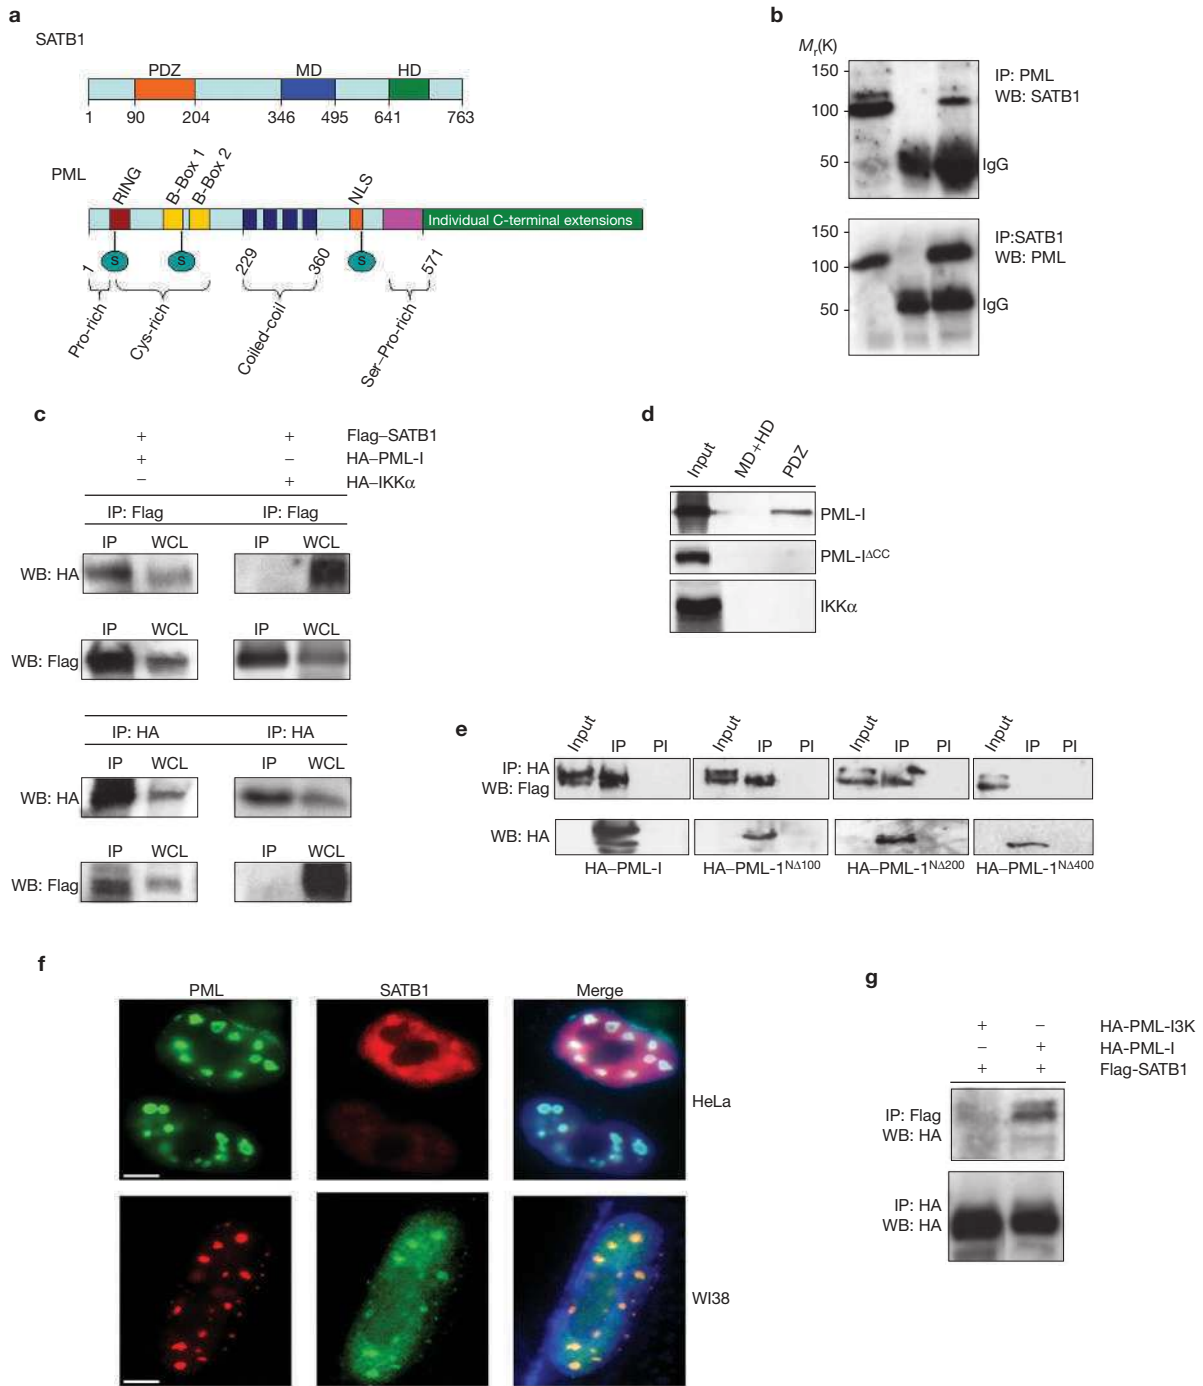 a
SATB1
PDZ MD HD
1 90 204 346 495 641 763
PML
RING B-Box 1 B-Box 2 NLS
Individual C-terminal extensions
S S S
1 229 360 571
Pro-rich Cys-rich Coiled-coil Ser–Pro-rich
b
Mr(K)
150
100
50
IP: PML
WB: SATB1
IgG
150
100
50
IP:SATB1
WB: PML
IgG
c
+ + Flag–SATB1
+ – HA–PML-I
– + HA–IKKα
IP: Flag IP: Flag
IP WCL IP WCL
WB: HA
IP WCL IP WCL
WB: Flag
IP: HA IP: HA
IP WCL IP WCL
WB: HA
IP WCL IP WCL
WB: Flag
d
Input MD+HD PDZ
PML-I
PML-IΔCC
IKKα
e
Input IP PI Input IP PI Input IP PI Input IP PI
IP: HA
WB: Flag
WB: HA
HA–PML-I HA–PML-1NΔ100 HA–PML-1NΔ200 HA–PML-1NΔ400
f
PML SATB1 Merge
HeLa
WI38
g
+ – HA-PML-I3K
– + HA-PML-I
+ + Flag-SATB1
IP: Flag
WB: HA
IP: HA
WB: HA